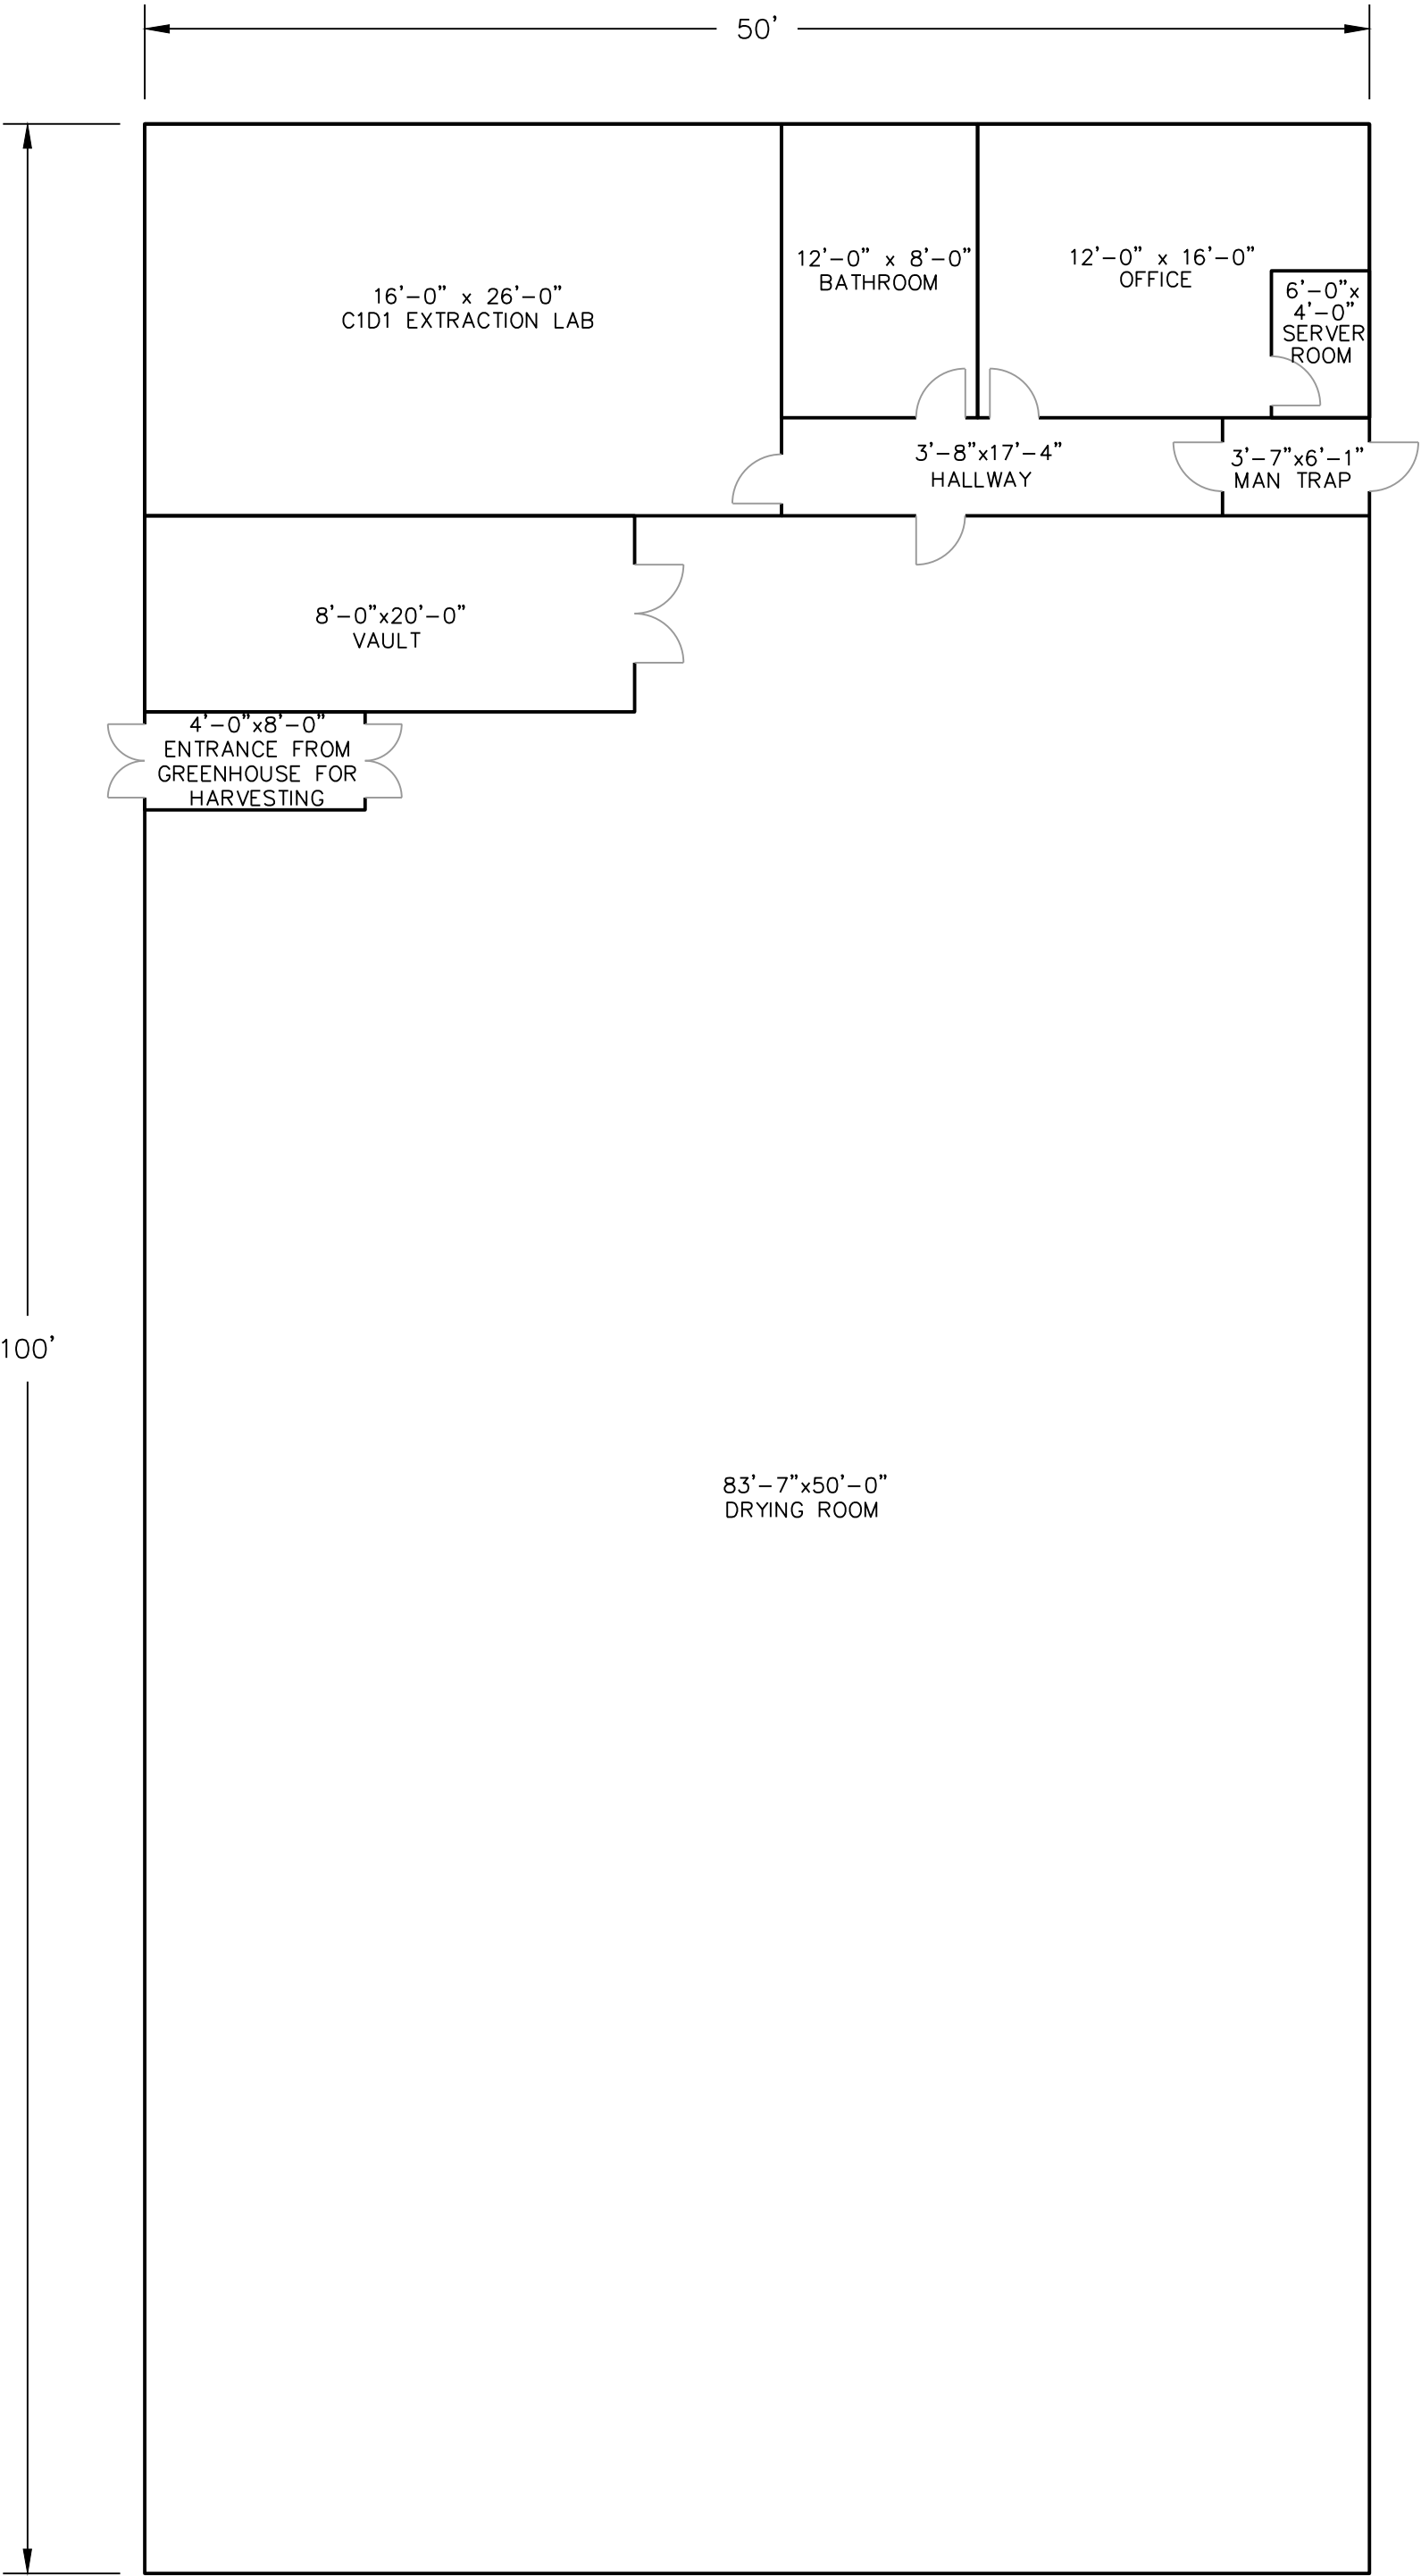 50'
16'-0" x 26'-0"
C1D1 EXTRACTION LAB
12'-0" x 8'-0"
BATHROOM
12'-0" x 16'-0"
OFFICE
6'-0"x
4'-0"
SERVER
ROOM
3'-8"x17'-4"
HALLWAY
3'-7"x6'-1"
MAN TRAP
8'-0"x20'-0"
VAULT
4'-0"x8'-0"
ENTRANCE FROM
GREENHOUSE FOR
HARVESTING
100'
83'-7"x50'-0"
DRYING ROOM